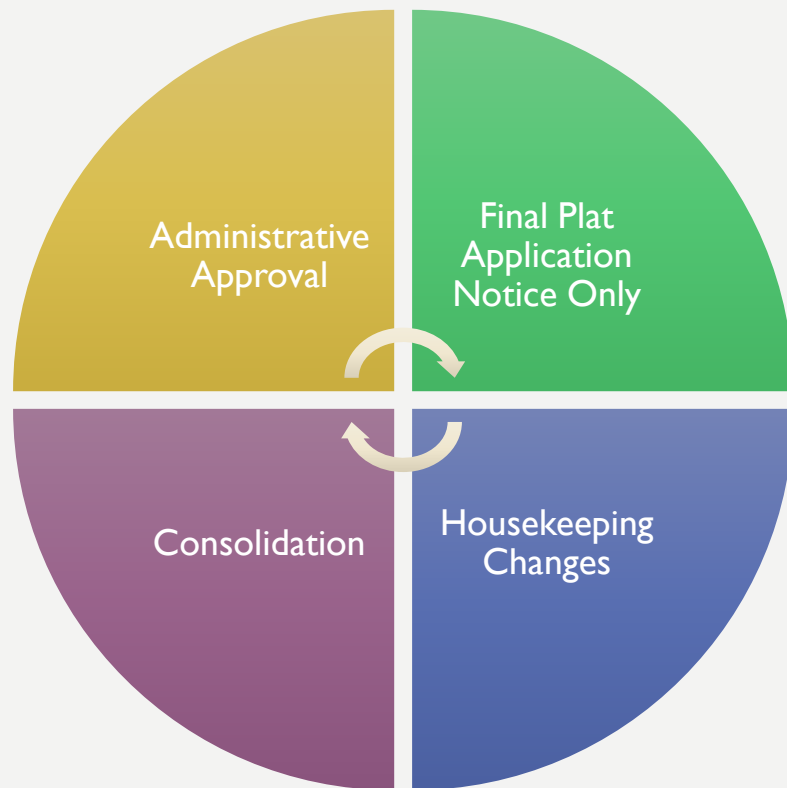 Administrative
Approval
Final Plat
Application
Notice Only
Consolidation
Housekeeping
Changes